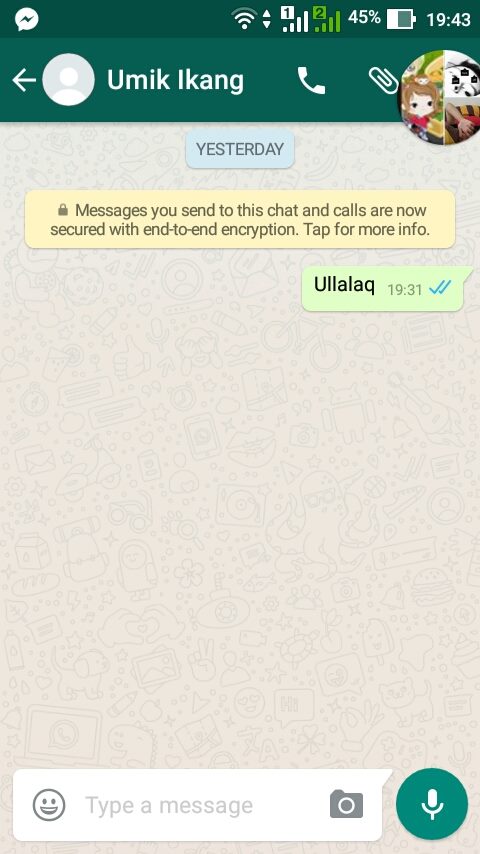 1 2 45% 19:43
Umik Ikang
YESTERDAY
Messages you send to this chat and calls are now
secured with end-to-end encryption. Tap for more info.
Ullalaq 19:31
Type a message